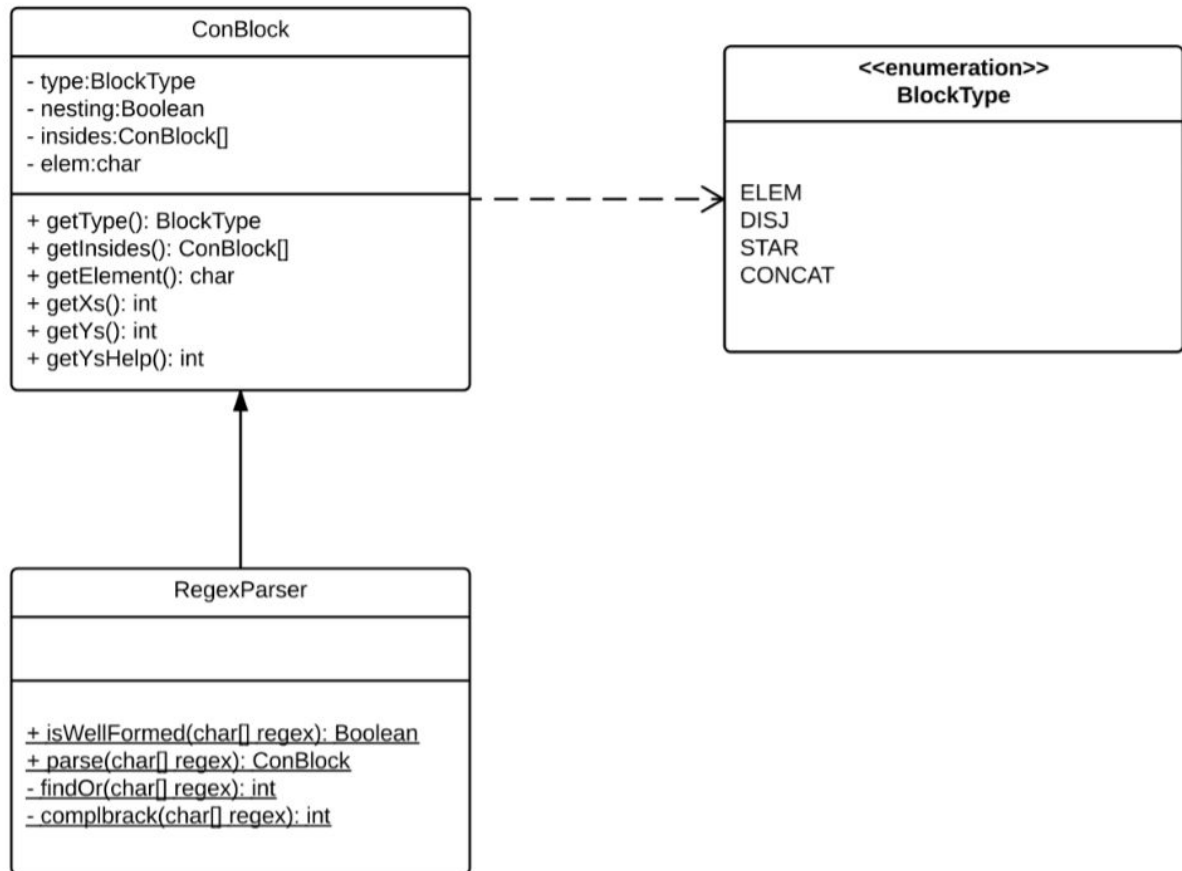 ConBlock
- type:BlockType
- nesting:Boolean
- insides:ConBlock[]
- elem:char
+ getType(): BlockType
+ getInsides(): ConBlock[]
+ getElement(): char
+ getXs(): int
+ getYs(): int
+ getYsHelp(): int
<<enumeration>>
BlockType
ELEM
DISJ
STAR
CONCAT
RegexParser
+ isWellFormed(char[] regex): Boolean
+ parse(char[] regex): ConBlock
- findOr(char[] regex): int
- complbrack(char[] regex): int